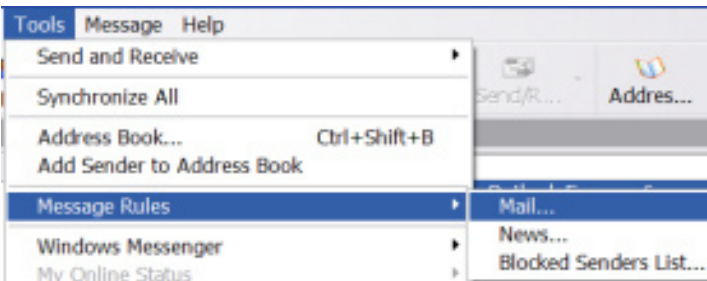 Tools Message Help
Send and Receive
Synchronize All
Send/R... Addres...
Address Book... Ctrl+Shift+B
Add Sender to Address Book
Message Rules Mail...
News...
Windows Messenger
Blocked Senders List...
My Online Status